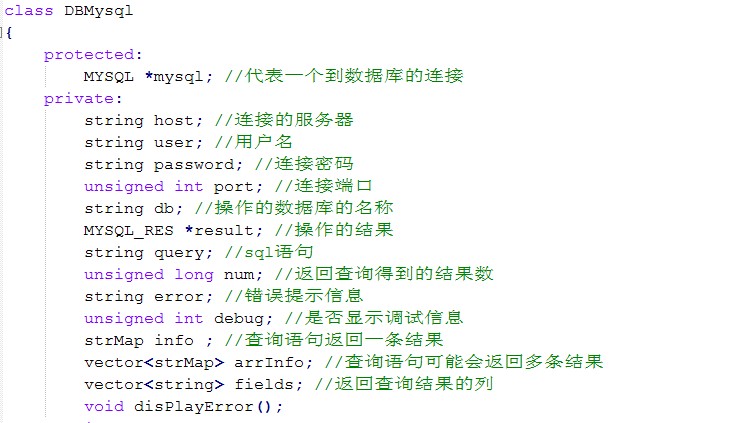 class DBMysql
{
protected:
MYSQL *mysql; //代表一个到数据库的连接
private:
string host; //连接的服务器
string user; //用户名
string password; //连接密码
unsigned int port; //连接端口
string db; //操作的数据库的名称
MYSQL_RES *result; //操作的结果
string query; //sql语句
unsigned long num; //返回查询得到的结果数
string error; //错误提示信息
unsigned int debug; //是否显示调试信息
strMap info ; //查询语句返回一条结果
vector<strMap> arrInfo; //查询语句可能会返回多条结果
vector<string> fields; //返回查询结果的列
void disPlayError();